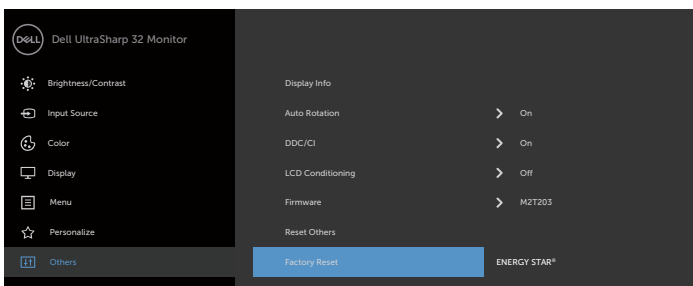 DELL Dell UltraSharp 32 Monitor
Brightness/Contrast Display Info
Input Source Auto Rotation On
Color DDC/CI On
Display LCD Conditioning Off
Menu Firmware M2T203
Personalize Reset Others
Others Factory Reset ENERGY STAR®